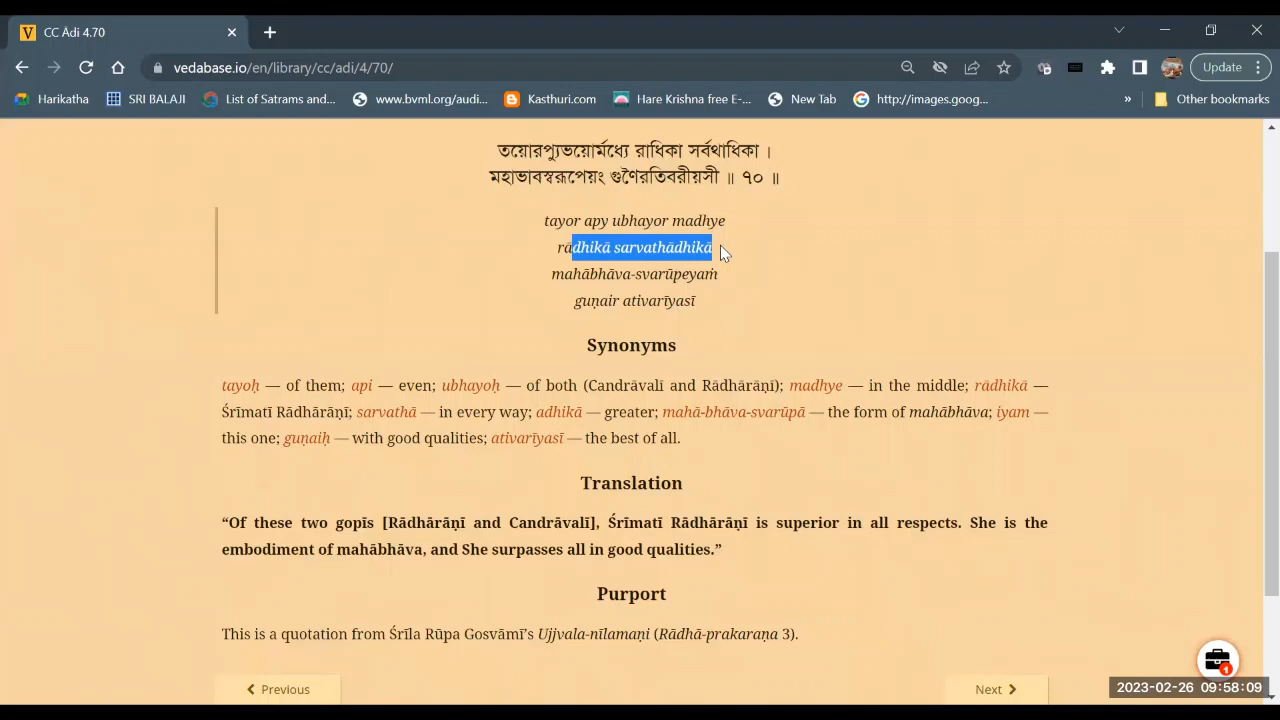 CC Ādi 4.70
vedabase.io/en/library/cc/adi/4/70/
Update
Harikatha
SRI BALAJI
List of Satrams and...
www.bvml.org/audi...
Kasthuri.com
Hare Krishna free E-...
New Tab
http://images.goog...
»
Other bookmarks
তয়োরপ্যুভয়োর্মধ্যে রাধিকা সর্বথাধিকা ।
মহাভাবস্বরূপেয়ং গুণৈরতিবরীয়সী ॥ ৭০ ॥
tayor apy ubhayor madhye
rādhikā sarvathādhikā
mahābhāva-svarūpeyaṁ
guṇair ativarīyasī
Synonyms
tayoḥ — of them; api — even; ubhayoḥ — of both (Candrāvalī and Rādhārāṇī); madhye — in the middle; rādhikā —
Śrīmatī Rādhārāṇī; sarvathā — in every way; adhikā — greater; mahā-bhāva-svarūpā — the form of mahābhāva; iyam —
this one; guṇaiḥ — with good qualities; ativarīyasī — the best of all.
Translation
“Of these two gopīs [Rādhārāṇī and Candrāvalī], Śrīmatī Rādhārāṇī is superior in all respects. She is the
embodiment of mahābhāva, and She surpasses all in good qualities.”
Purport
This is a quotation from Śrīla Rūpa Gosvāmī’s Ujjvala-nīlamaṇi (Rādhā-prakaraṇa 3).
Previous
Next
1
2023-02-26 09:58:09